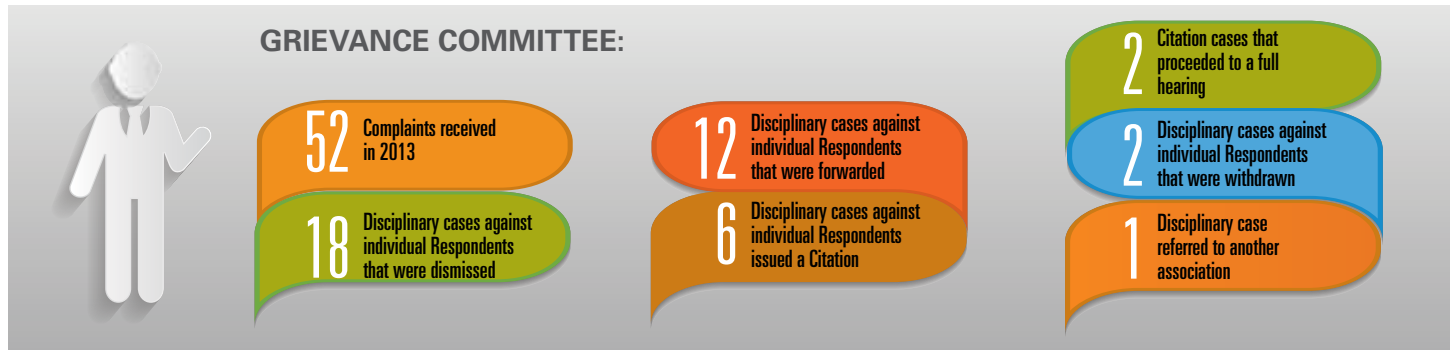 GRIEVANCE COMMITTEE:
52
Complaints received
in 2013
18
Disciplinary cases against
individual Respondents
that were dismissed
12
Disciplinary cases against
individual Respondents
that were forwarded
6
Disciplinary cases against
individual Respondents
issued a Citation
2
Citation cases that
proceeded to a full
hearing
2
Disciplinary cases against
individual Respondents
that were withdrawn
1
Disciplinary case
referred to another
association